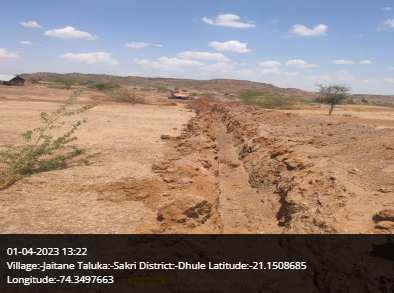 01-04-2023 13:22
Village:-Jaitane Taluka:-Sakri District:-Dhule Latitude:-21.1508685
Longitude:-74.3497663